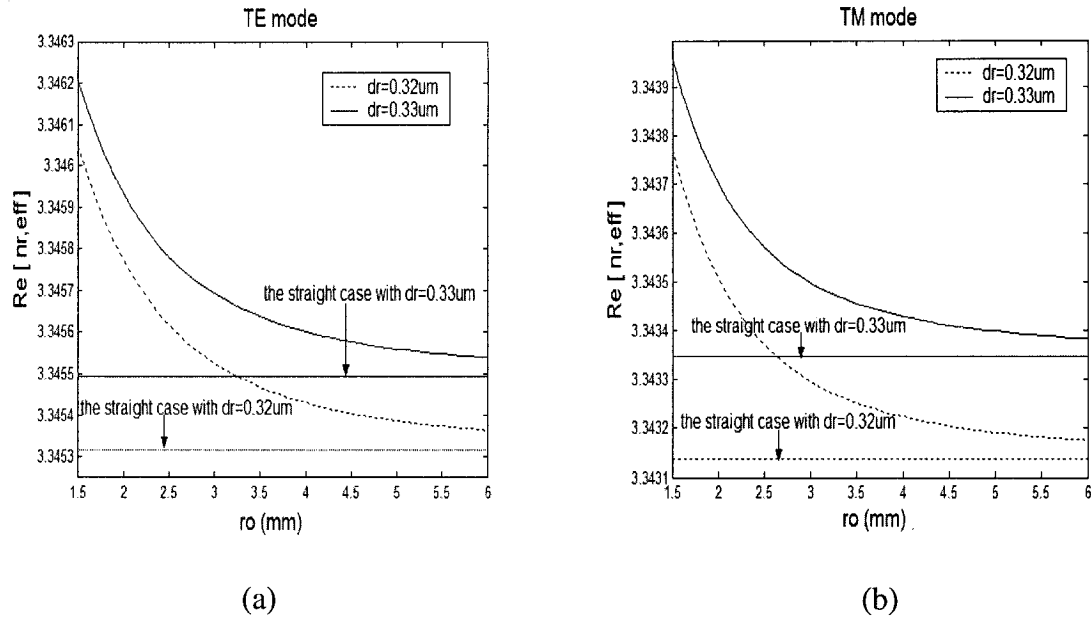 TE mode
3.3463
3.3462
3.3461
3.346
3.3459
3.3458
3.3457
3.3456
3.3455
3.3454
3.3453
Re [ nr,eff ]
dr=0.32um
dr=0.33um
the straight case with dr=0.33um
the straight case with dr=0.32um
1.5 2 2.5 3 3.5 4 4.5 5 5.5 6
ro (mm)
(a)
TM mode
3.3439
3.3438
3.3437
3.3436
3.3435
3.3434
3.3433
3.3432
3.3431
Re [ nr,eff ]
dr=0.32um
dr=0.33um
the straight case with dr=0.33um
the straight case with dr=0.32um
1.5 2 2.5 3 3.5 4 4.5 5 5.5 6
ro (mm)
(b)